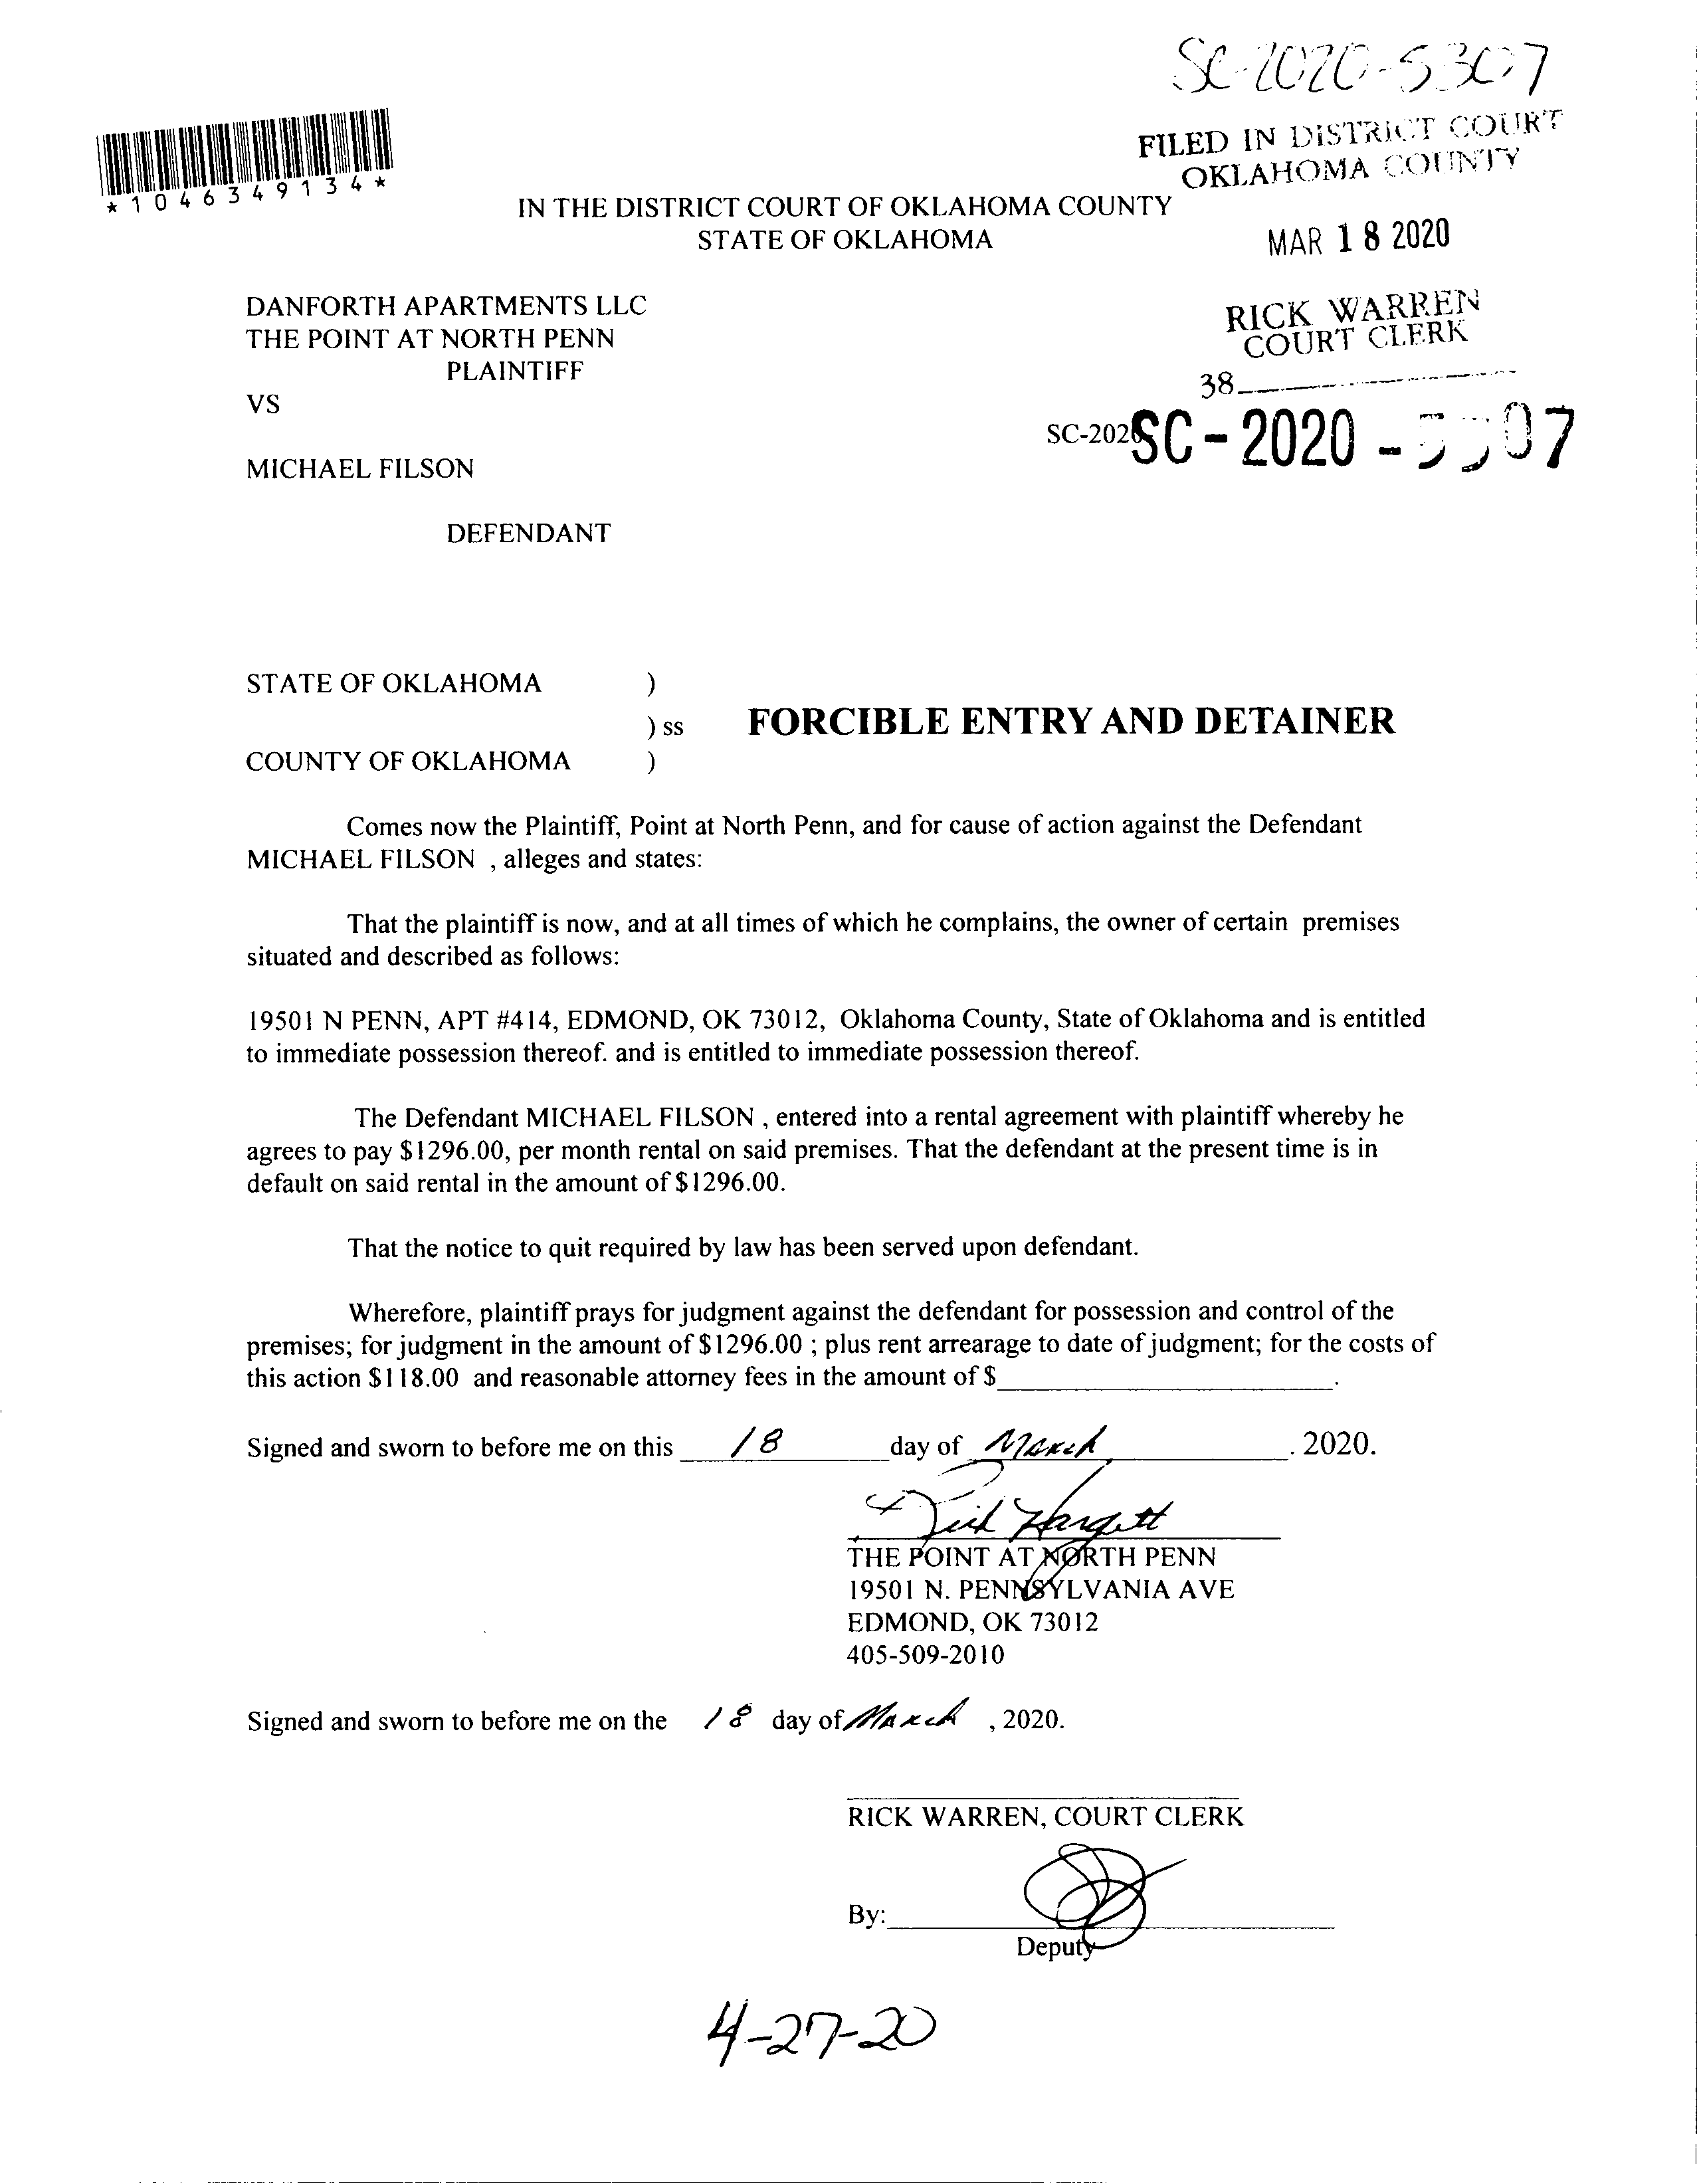 SC-2020-5307
FILED IN DISTRICT COURT
OKLAHOMA COUNTY
*1046349134*
IN THE DISTRICT COURT OF OKLAHOMA COUNTY
STATE OF OKLAHOMA
MAR 18 2020
DANFORTH APARTMENTS LLC
THE POINT AT NORTH PENN
PLAINTIFF
RICK WARREN
COURT CLERK
38
VS
SC-202
SC-2020-5307
MICHAEL FILSON
DEFENDANT
STATE OF OKLAHOMA )
) ss FORCIBLE ENTRY AND DETAINER
COUNTY OF OKLAHOMA )
Comes now the Plaintiff, Point at North Penn, and for cause of action against the Defendant
MICHAEL FILSON , alleges and states:
That the plaintiff is now, and at all times of which he complains, the owner of certain premises
situated and described as follows:
19501 N PENN, APT #414, EDMOND, OK 73012, Oklahoma County, State of Oklahoma and is entitled
to immediate possession thereof. and is entitled to immediate possession thereof.
The Defendant MICHAEL FILSON , entered into a rental agreement with plaintiff whereby he
agrees to pay $1296.00, per month rental on said premises. That the defendant at the present time is in
default on said rental in the amount of $1296.00.
That the notice to quit required by law has been served upon defendant.
Wherefore, plaintiff prays for judgment against the defendant for possession and control of the
premises; for judgment in the amount of $1296.00 ; plus rent arrearage to date of judgment; for the costs of
this action $118.00 and reasonable attorney fees in the amount of $____________.
Signed and sworn to before me on this 18 day of March . 2020.
Rick Hargett
THE POINT AT NORTH PENN
19501 N. PENNSYLVANIA AVE
EDMOND, OK 73012
405-509-2010
Signed and sworn to before me on the 18 day of March , 2020.
RICK WARREN, COURT CLERK
By:
Deputy
4-27-20